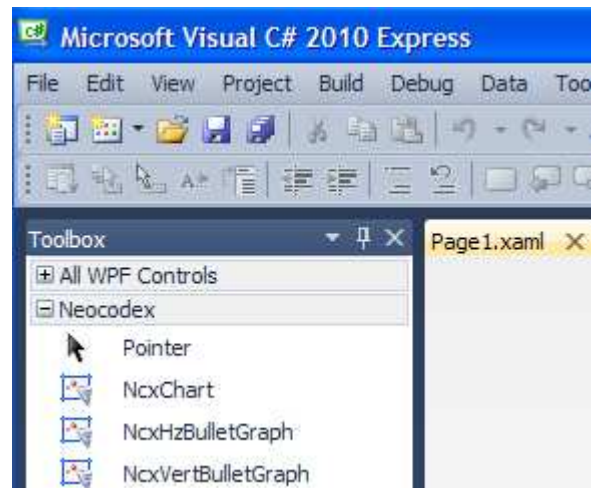 Microsoft Visual C# 2010 Express
File Edit View Project Build Debug Data Too
Toolbox
Page1.xaml
All WPF Controls
Neocodex
Pointer
NcxChart
NcxHzBulletGraph
NcxVertBulletGraph